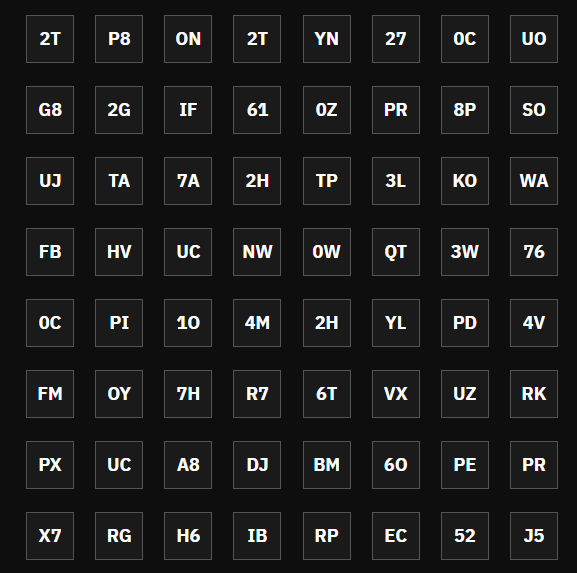 2T P8 ON 2T YN 27 0C UO
G8 2G IF 61 0Z PR 8P SO
UJ TA 7A 2H TP 3L KO WA
FB HV UC NW 0W QT 3W 76
0C PI 1O 4M 2H YL PD 4V
FM OY 7H R7 6T VX UZ RK
PX UC A8 DJ BM 6O PE PR
X7 RG H6 IB RP EC 52 J5